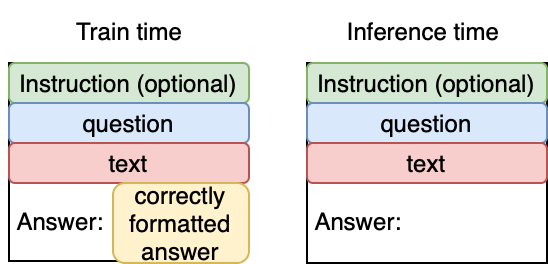 Train time
Instruction (optional)
question
text
Answer:
correctly
formatted
answer
Inference time
Instruction (optional)
question
text
Answer: